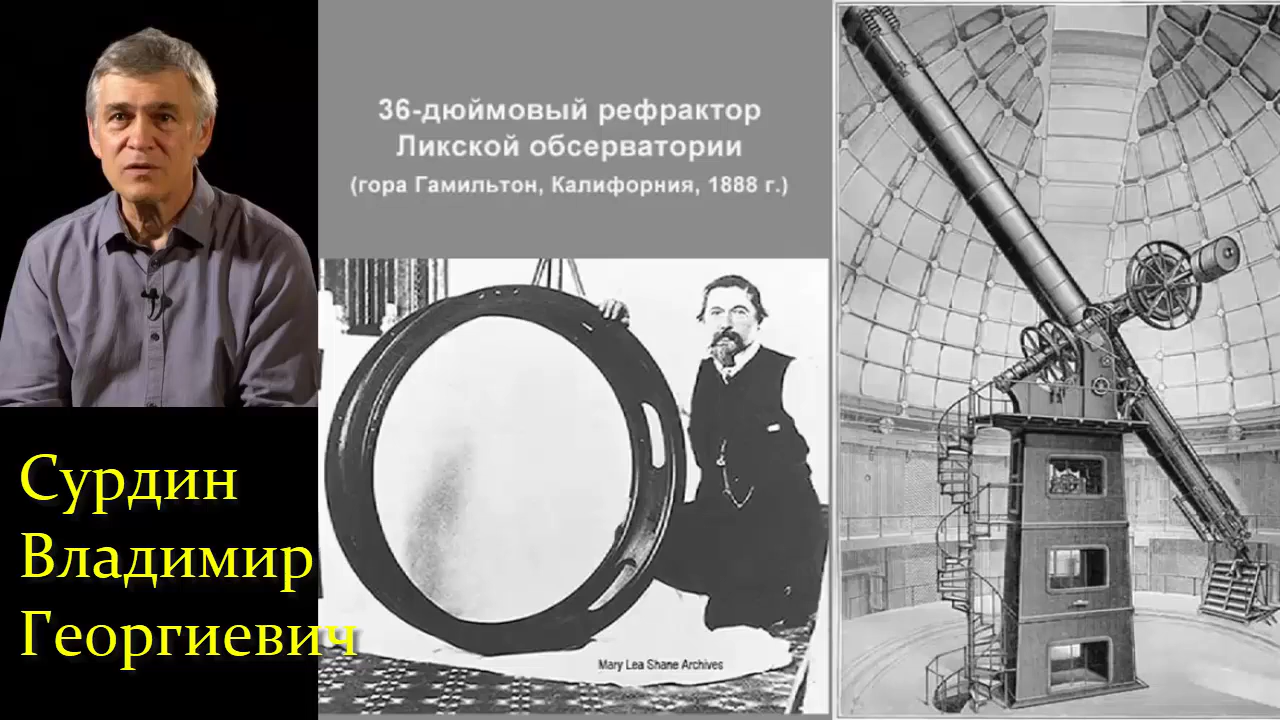 36-дюймовый рефрактор
Ликской обсерватории
(гора Гамильтон, Калифорния, 1888 г.)
Сурдин
Владимир
Георгиевич
Mary Lea Shane Archives